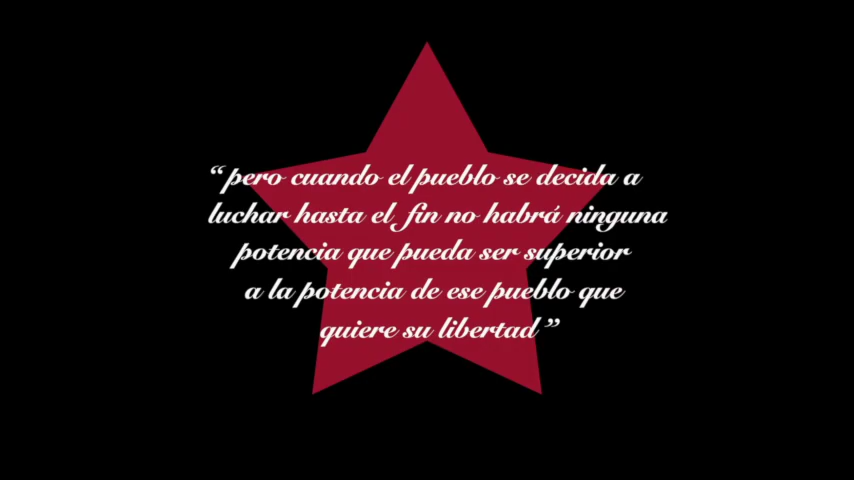 “pero cuando el pueblo se decida a
luchar hasta el fin no habrá ninguna
potencia que pueda ser superior
a la potencia de ese pueblo que
quiere su libertad”